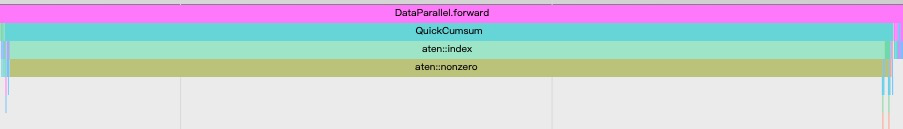 DataParallel.forward
QuickCumsum
aten::index
aten::nonzero